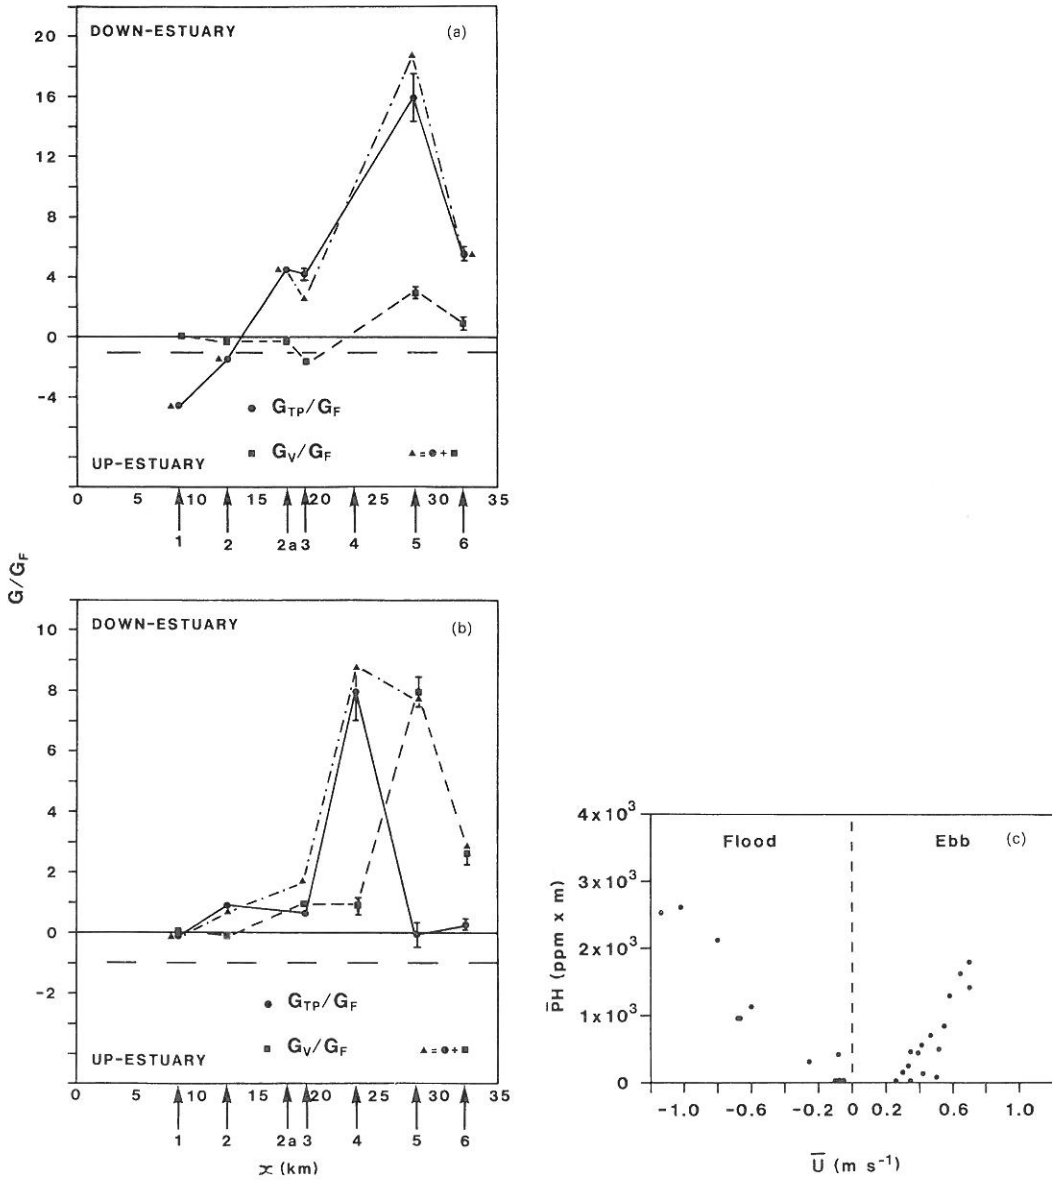 DOWN-ESTUARY (a)
20
16
12
8
4
0
-4
G_TP/G_F
G_V/G_F ▲ = ● + ■
UP-ESTUARY
0 5 10 15 20 25 30 35
1 2 2a 3 4 5 6
G/G_F
DOWN-ESTUARY (b)
10
8
6
4
2
0
-2
G_TP/G_F
G_V/G_F ▲ = ● + ■
UP-ESTUARY
0 5 10 15 20 25 30 35
1 2 2a 3 4 5 6
x (km)
4x10³
3x10³
2x10³
1x10³
0
P̅H (ppm x m)
Flood Ebb (c)
-1.0 -0.6 -0.2 0 0.2 0.6 1.0
U̅ (m s⁻¹)